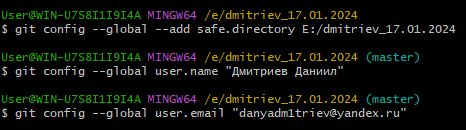 User@WIN-U7S8I1I9I4A MINGW64 /e/dmitriev_17.01.2024
$ git config --global --add safe.directory E:/dmitriev_17.01.2024
User@WIN-U7S8I1I9I4A MINGW64 /e/dmitriev_17.01.2024 (master)
$ git config --global user.name "Дмитриев Даниил"
User@WIN-U7S8I1I9I4A MINGW64 /e/dmitriev_17.01.2024 (master)
$ git config --global user.email "danyadm1triev@yandex.ru"